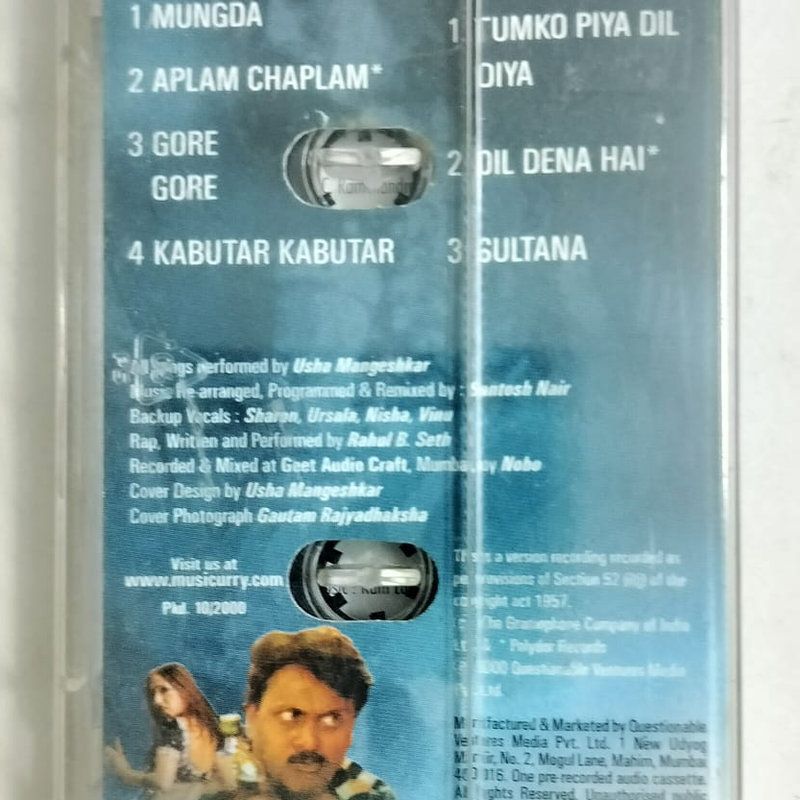 1 MUNGDA
2 APLAM CHAPLAM*
3 GORE
GORE
4 KABUTAR KABUTAR
1 TUMKO PIYA DIL
DIYA
2 DIL DENA HAI*
3 SULTANA
All songs performed by Usha Mangeshkar
Music Re-arranged, Programmed & Remixed by : Santosh Nair
Backup Vocals : Sharon, Ursala, Nisha, Vinu
Rap, Written and Performed by Rahul B. Seth
Recorded & Mixed at Geet Audio Craft, Mumbai by Nobo
Cover Design by Usha Mangeshkar
Cover Photograph Gautam Rajyadhaksha
Visit us at
www.musicurry.com
Pkd. 10/2000
This is a version recording recorded as
per provisions of Section 52 of the
copyright act 1957.
The Gramophone Company of India
Ltd. & * Polydor Records
2000 Questionable Ventures Media
Pvt. Ltd.
Manufactured & Marketed by Questionable
Ventures Media Pvt. Ltd. 1 New Udyog
Mandir, No. 2, Mogul Lane, Mahim, Mumbai
400 016. One pre-recorded audio cassette.
All Rights Reserved. Unauthorised public